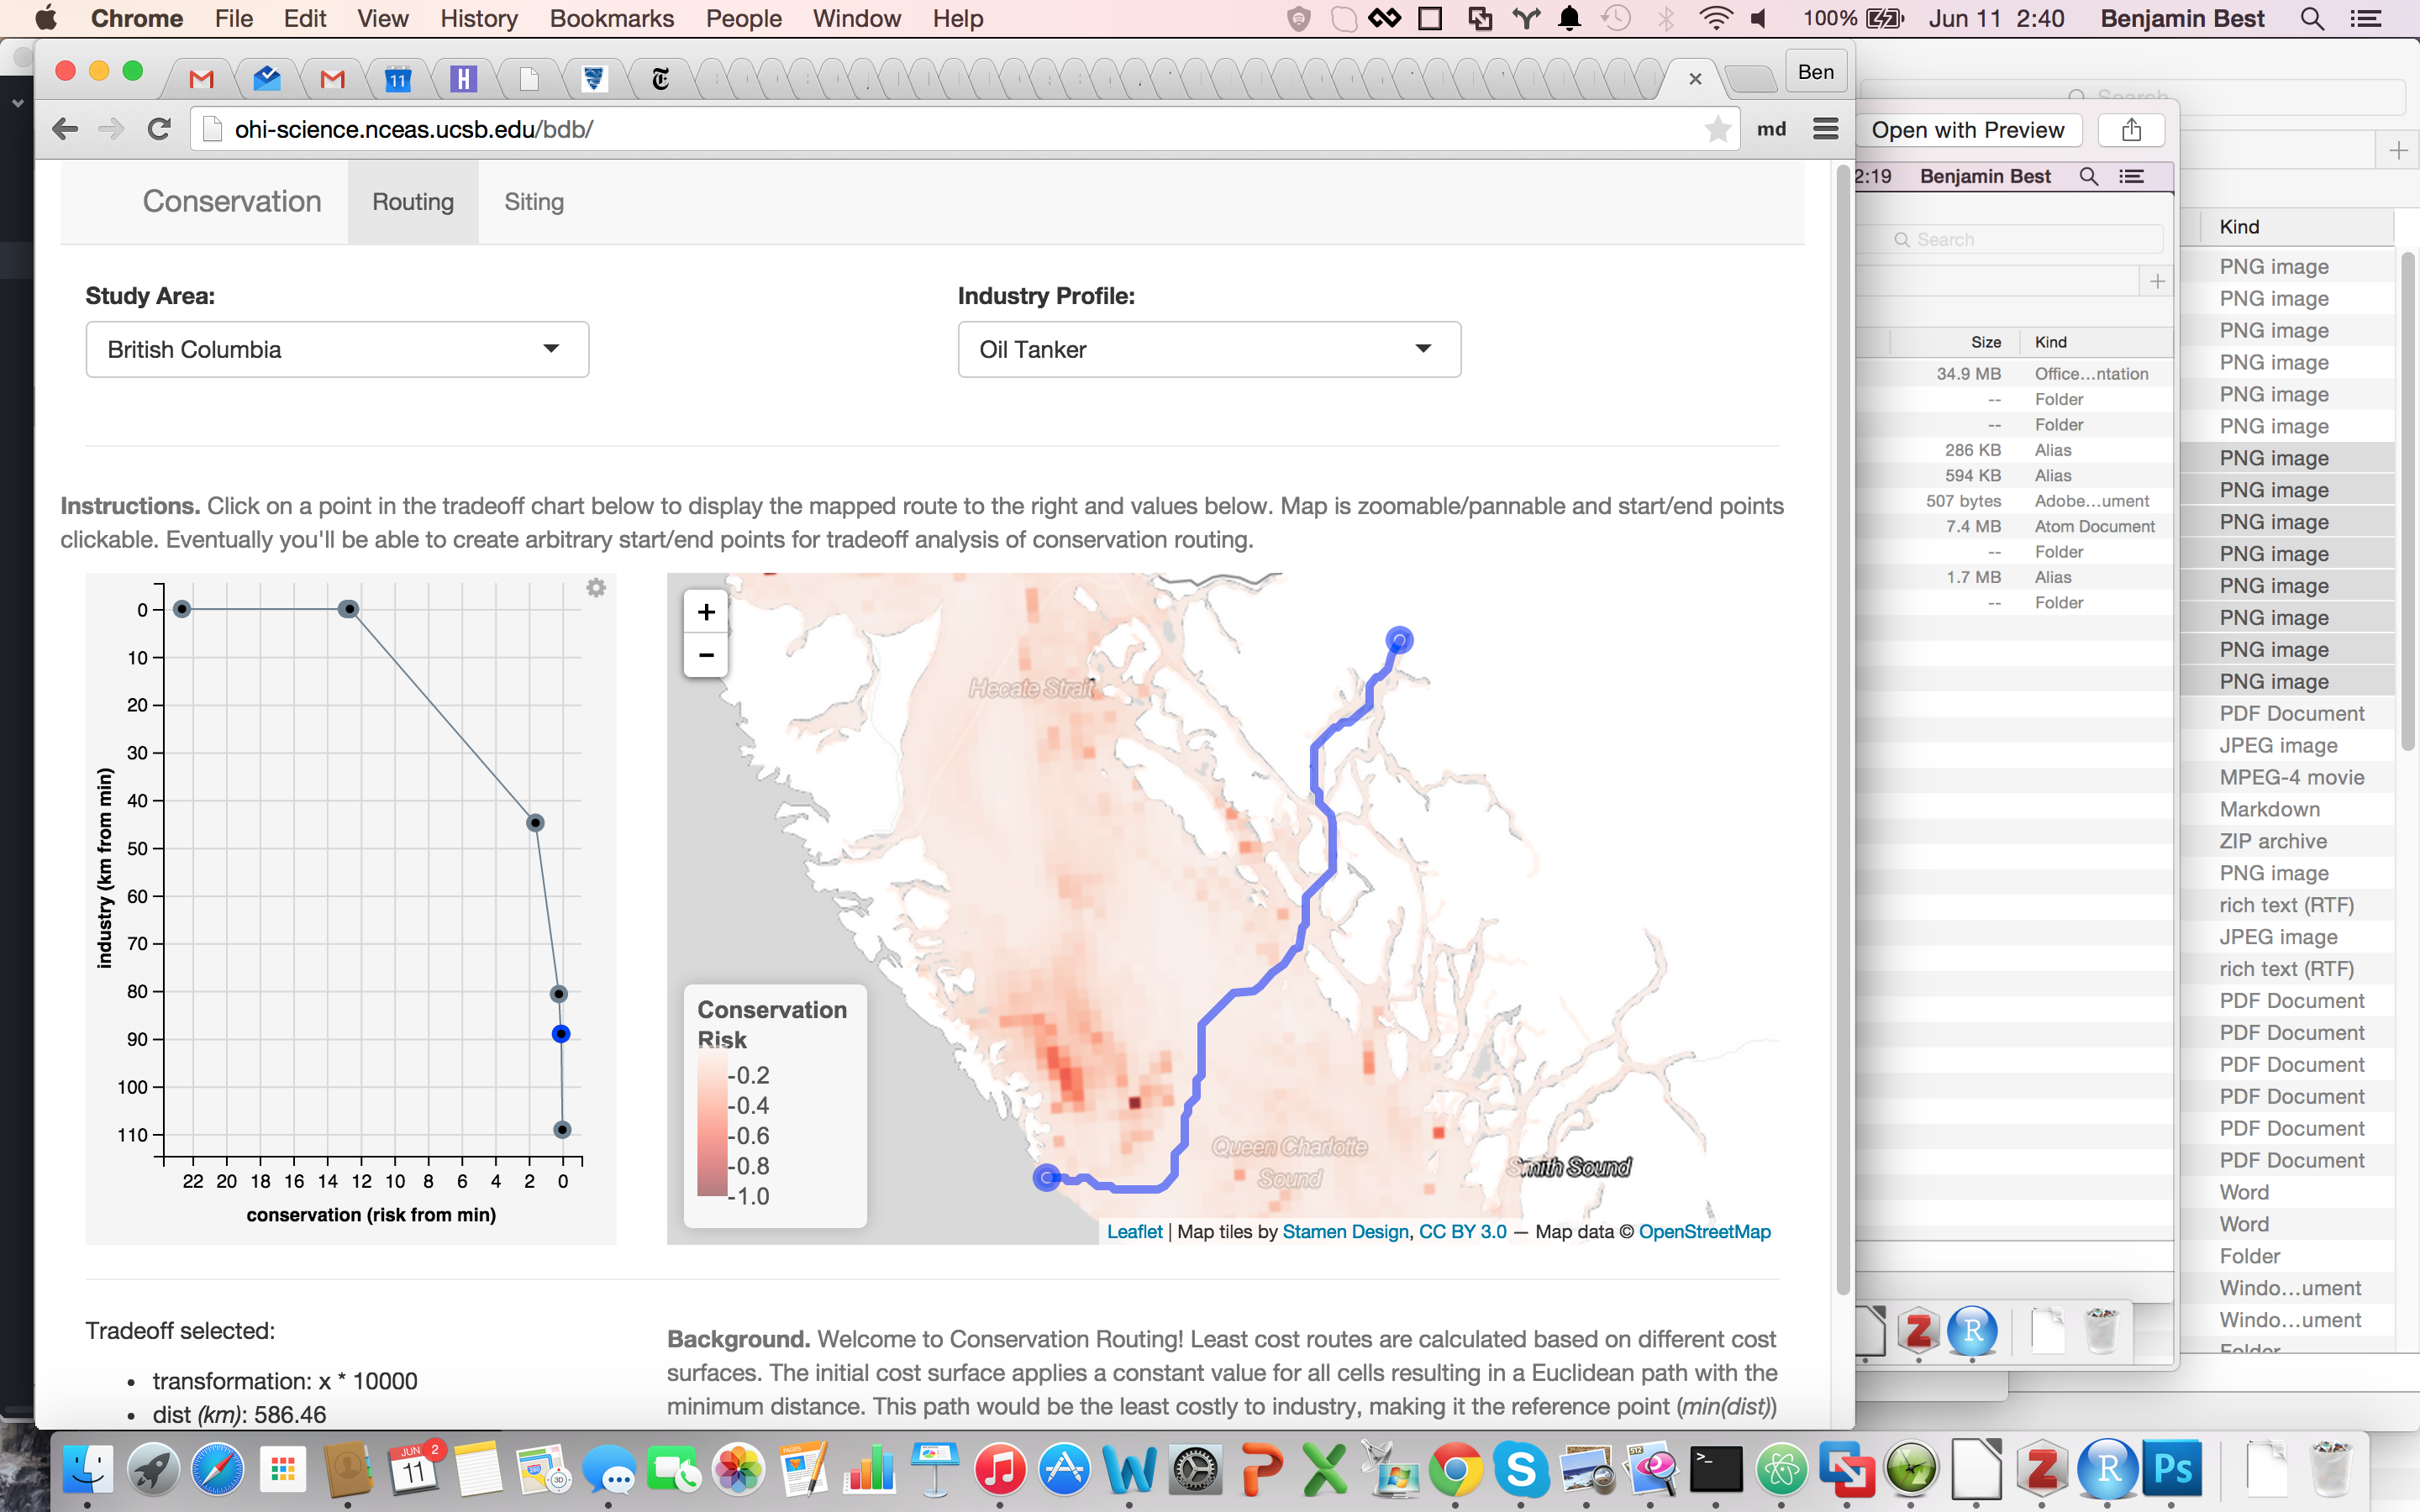 Chrome File Edit View History Bookmarks People Window Help 100% Jun 11 2:40 Benjamin Best
11 H T Ben
ohi-science.nceas.ucsb.edu/bdb/ md
Conservation Routing Siting
Study Area: Industry Profile:
British Columbia Oil Tanker
Instructions. Click on a point in the tradeoff chart below to display the mapped route to the right and values below. Map is zoomable/pannable and start/end points
clickable. Eventually you'll be able to create arbitrary start/end points for tradeoff analysis of conservation routing.
0
10
20
30
40
50
60
70
80
90
100
110
industry (km from min)
22 20 18 16 14 12 10 8 6 4 2 0
conservation (risk from min)
+
−
Hecate Strait
Queen Charlotte
Sound
Smith Sound
Conservation
Risk
-0.2
-0.4
-0.6
-0.8
-1.0
Leaflet | Map tiles by Stamen Design, CC BY 3.0 — Map data © OpenStreetMap
Tradeoff selected:
• transformation: x * 10000
• dist (km): 586.46
Background. Welcome to Conservation Routing! Least cost routes are calculated based on different cost
surfaces. The initial cost surface applies a constant value for all cells resulting in a Euclidean path with the
minimum distance. This path would be the least costly to industry, making it the reference point (min(dist))
Search
Open with Preview
2:19 Benjamin Best
Search
Size Kind
34.9 MB Office...ntation
-- Folder
-- Folder
286 KB Alias
594 KB Alias
507 bytes Adobe...ument
7.4 MB Atom Document
-- Folder
1.7 MB Alias
-- Folder
Z R
Kind
PNG image
PNG image
PNG image
PNG image
PNG image
PNG image
PNG image
PNG image
PNG image
PNG image
PNG image
PNG image
PNG image
PNG image
PDF Document
JPEG image
MPEG-4 movie
Markdown
ZIP archive
PNG image
rich text (RTF)
JPEG image
rich text (RTF)
PDF Document
PDF Document
PDF Document
PDF Document
PDF Document
PDF Document
Word
Word
Folder
Windo...ument
Windo...ument
Folder
JUN 11 2 PAGES W P X S >_ Z R Ps